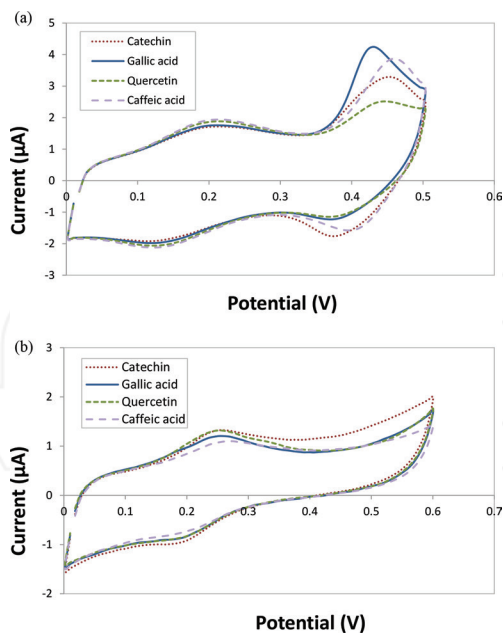 (a)
5
4
3
2
1
0
-1
-2
-3
Current (μA)
Catechin
Gallic acid
Quercetin
Caffeic acid
0
0.1
0.2
0.3
0.4
0.5
0.6
Potential (V)
(b)
3
2
1
0
-1
-2
Current (μA)
Catechin
Gallic acid
Quercetin
Caffeic acid
0
0.1
0.2
0.3
0.4
0.5
0.6
0.7
Potential (V)